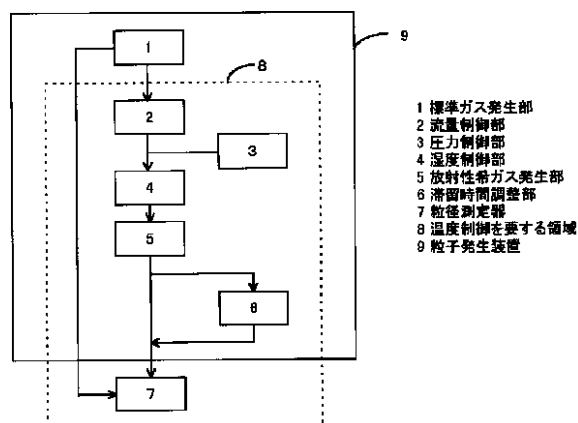 9
1
8
2
3
4
5
6
7
1 標準ガス発生部
2 流量制御部
3 圧力制御部
4 湿度制御部
5 放射性希ガス発生部
6 滞留時間調整部
7 粒径測定器
8 温度制御を要する領域
9 粒子発生装置